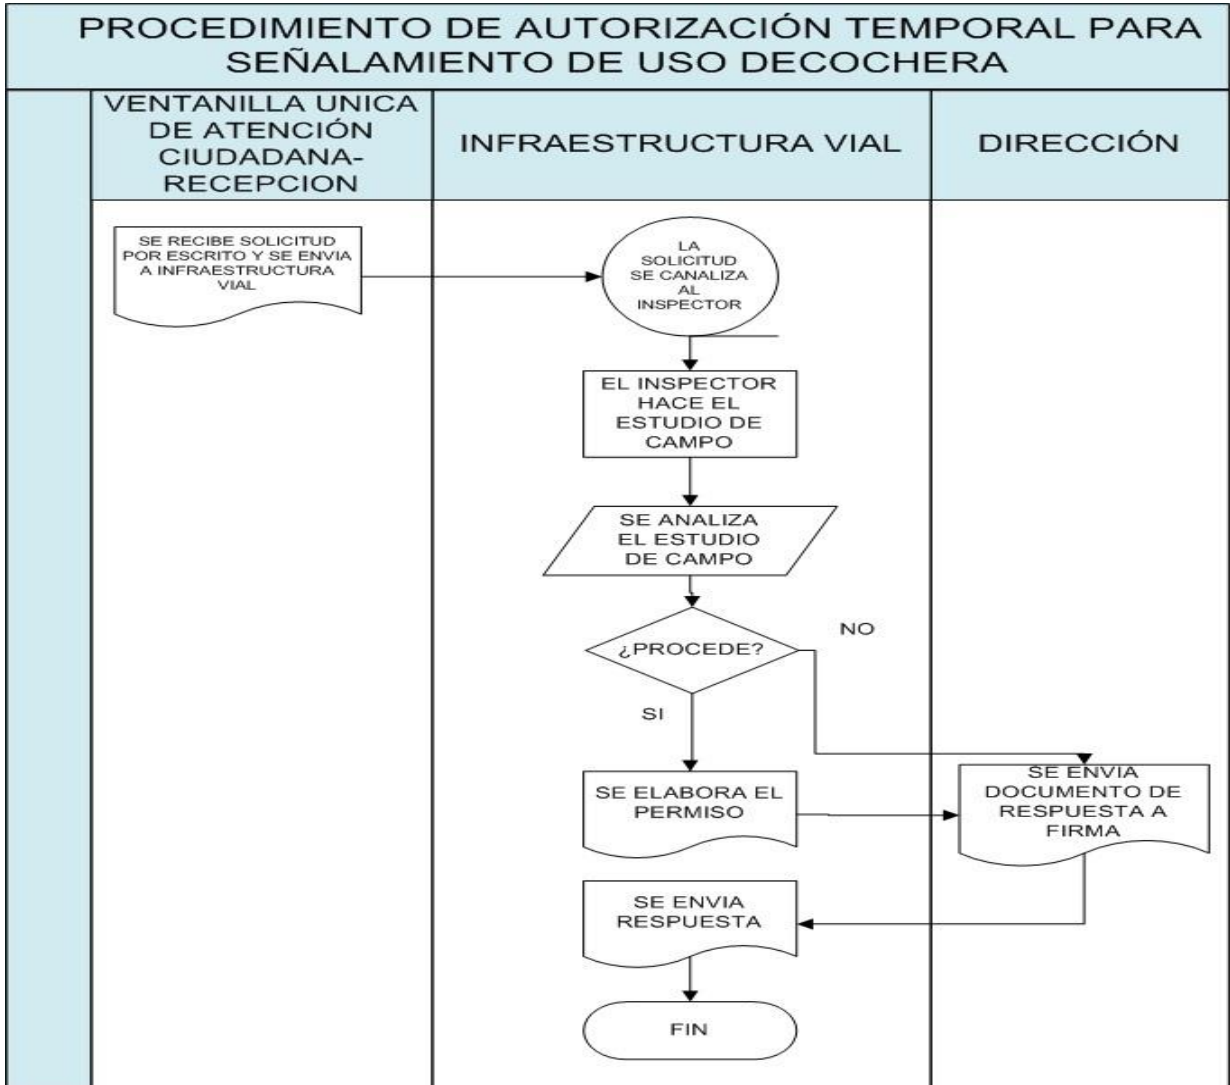 PROCEDIMIENTO DE AUTORIZACIÓN TEMPORAL PARA
SEÑALAMIENTO DE USO DECOCHERA
VENTANILLA UNICA
DE ATENCIÓN
CIUDADANA-
RECEPCION
INFRAESTRUCTURA VIAL
DIRECCIÓN
SE RECIBE SOLICITUD
POR ESCRITO Y SE ENVIA
A INFRAESTRUCTURA
VIAL
LA
SOLICITUD
SE CANALIZA
AL
INSPECTOR
EL INSPECTOR
HACE EL
ESTUDIO DE
CAMPO
SE ANALIZA
EL ESTUDIO
DE CAMPO
¿PROCEDE?
NO
SI
SE ELABORA EL
PERMISO
SE ENVIA
DOCUMENTO DE
RESPUESTA A
FIRMA
SE ENVIA
RESPUESTA
FIN